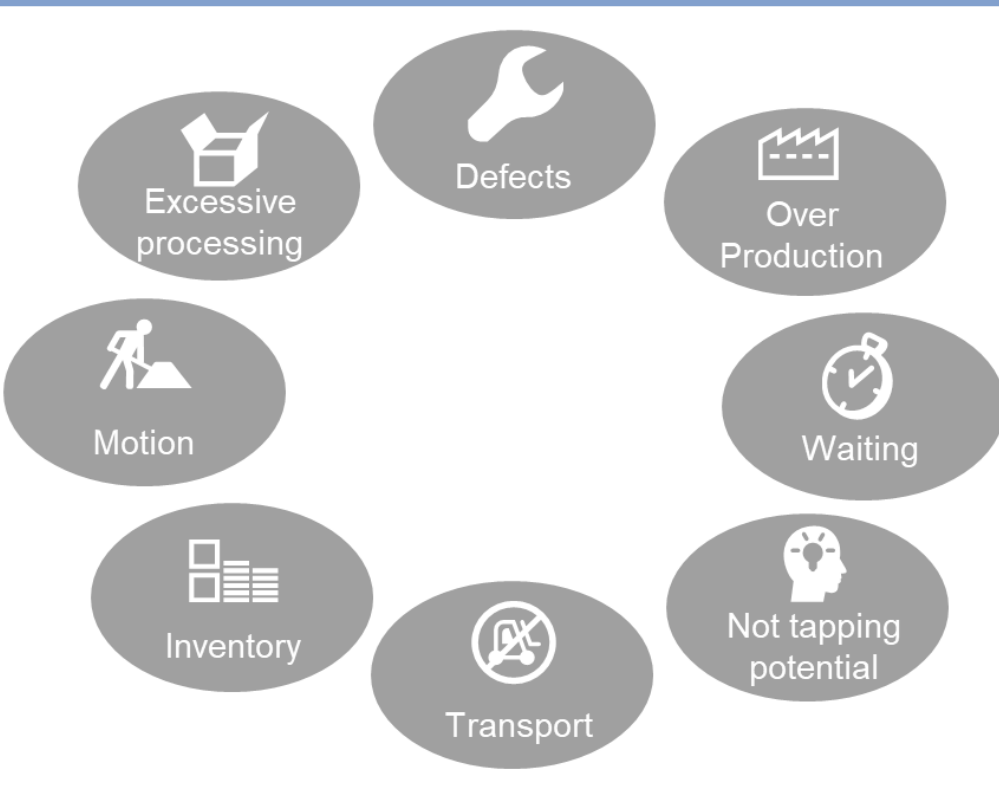 Defects
Over
Production
Waiting
Not tapping
potential
Transport
Inventory
Motion
Excessive
processing